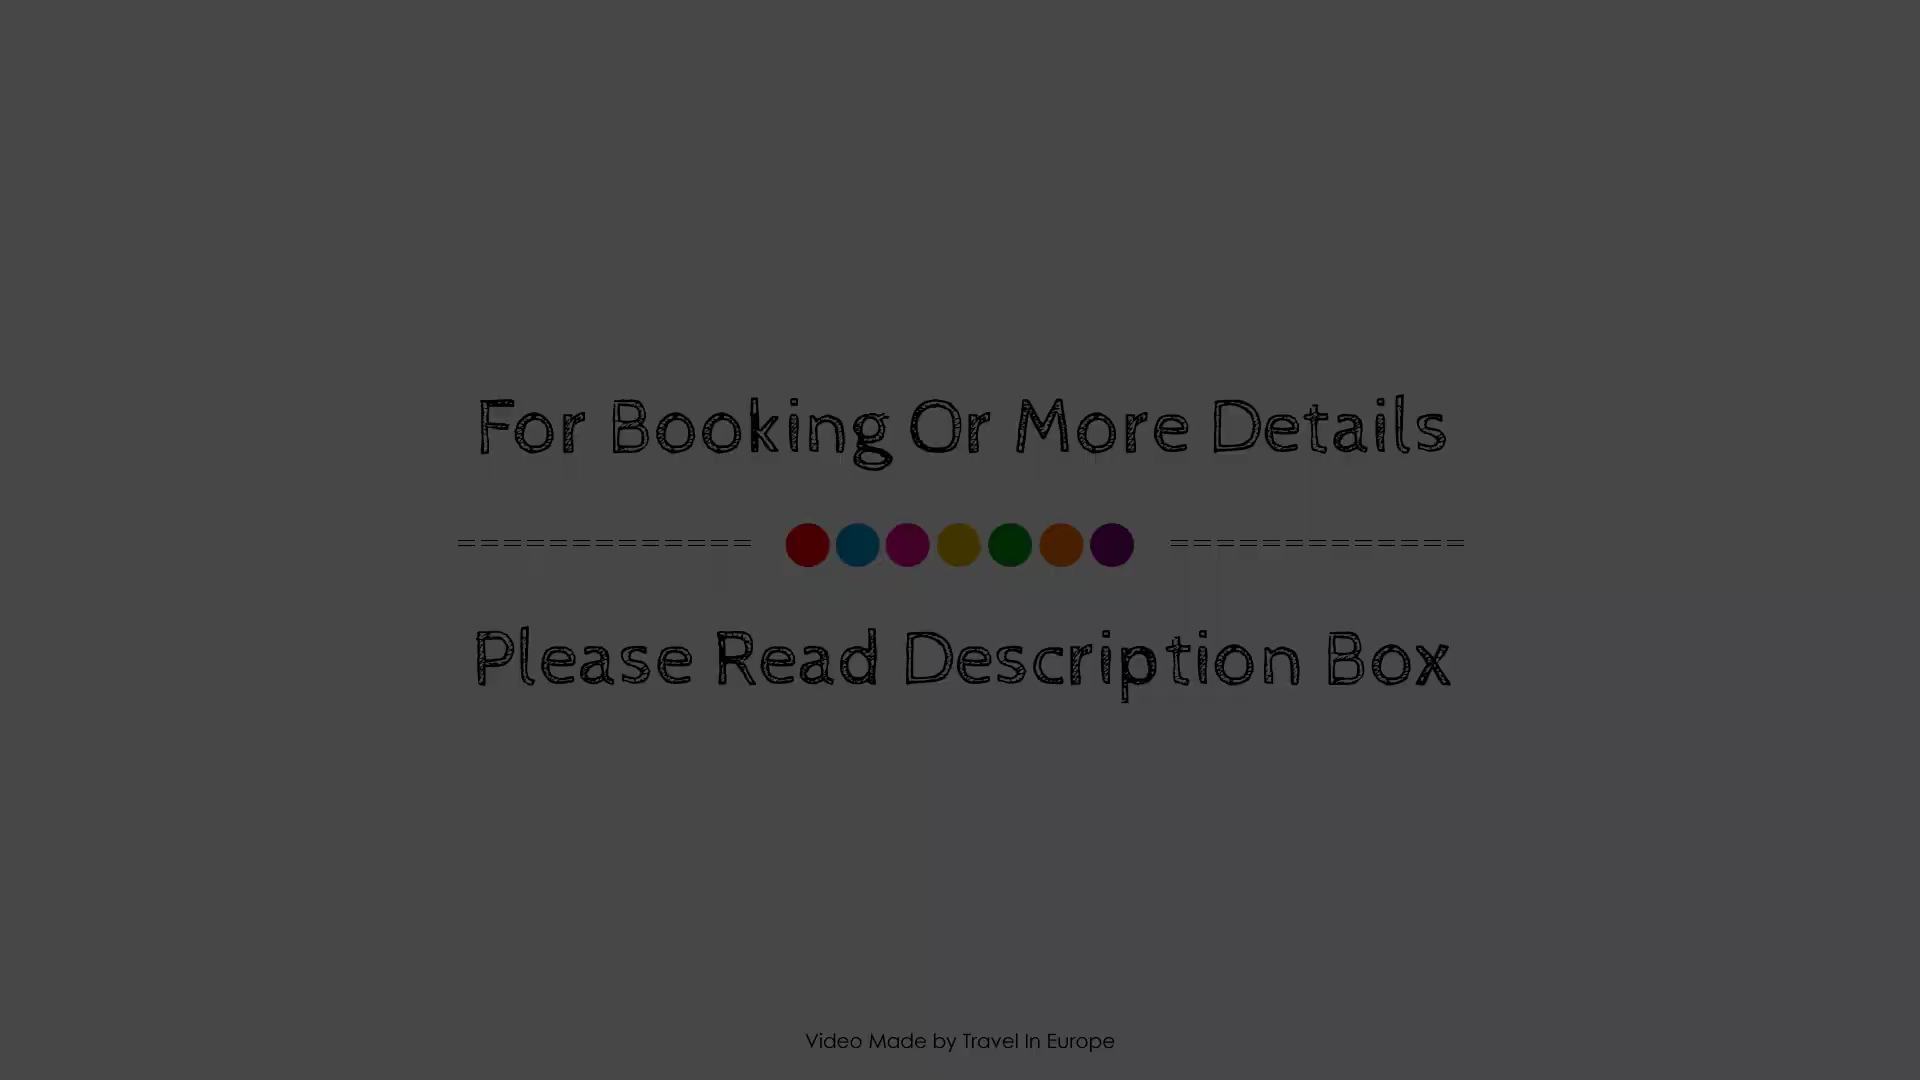 For Booking Or More Details
============= =============
Please Read Description Box
Video Made by Travel In Europe